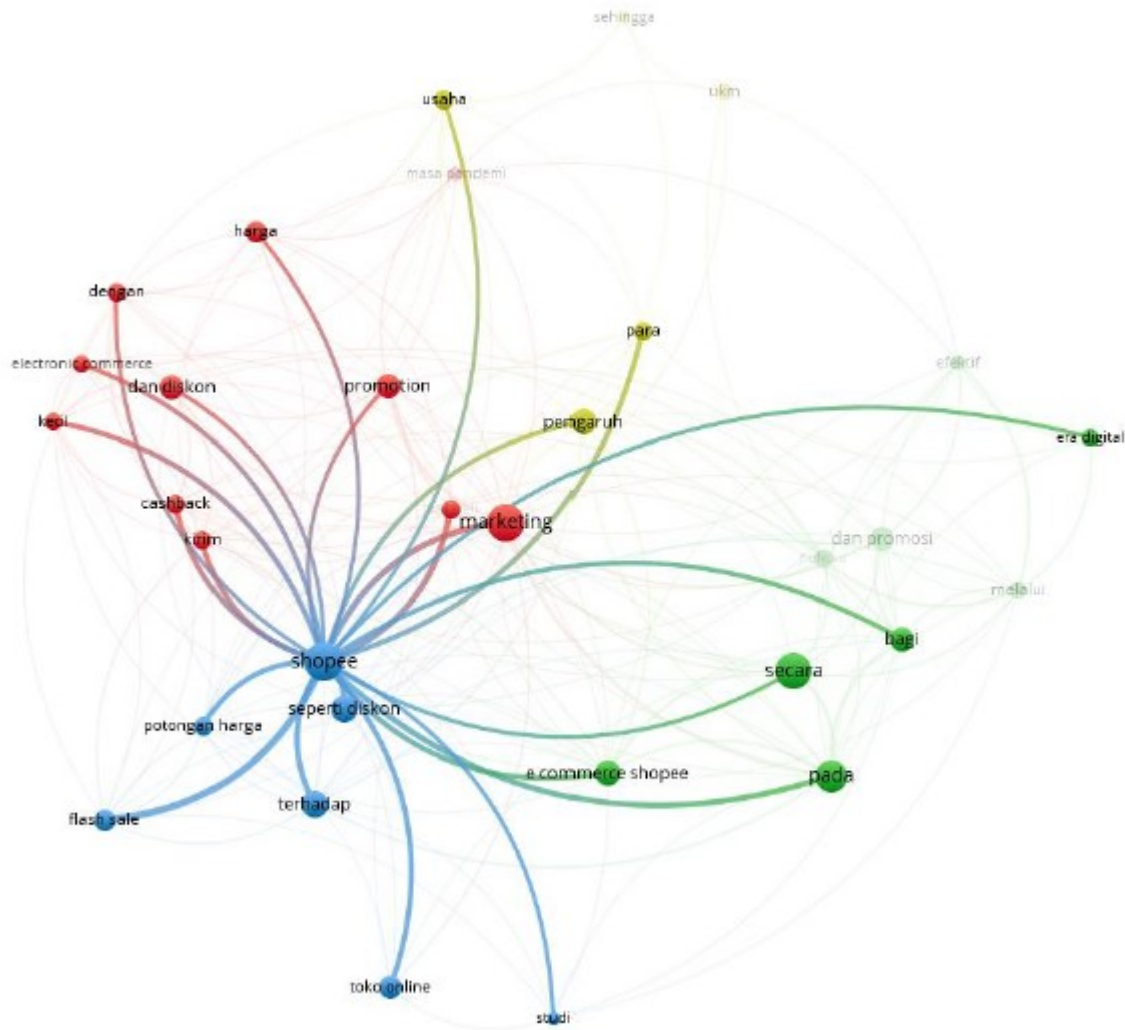 sehingga
ukm
usaha
masa pandemi
harga
dengan
para
electronic commerce
efektif
dan diskon
promotion
keni
pemgaruh
era digital
cashback
marketing
kirim
dan promosi
melalui
bagi
shopee
secara
seperti diskon
potongan harga
e commerce shopee
pada
terhadap
flash sale
toko online
studi